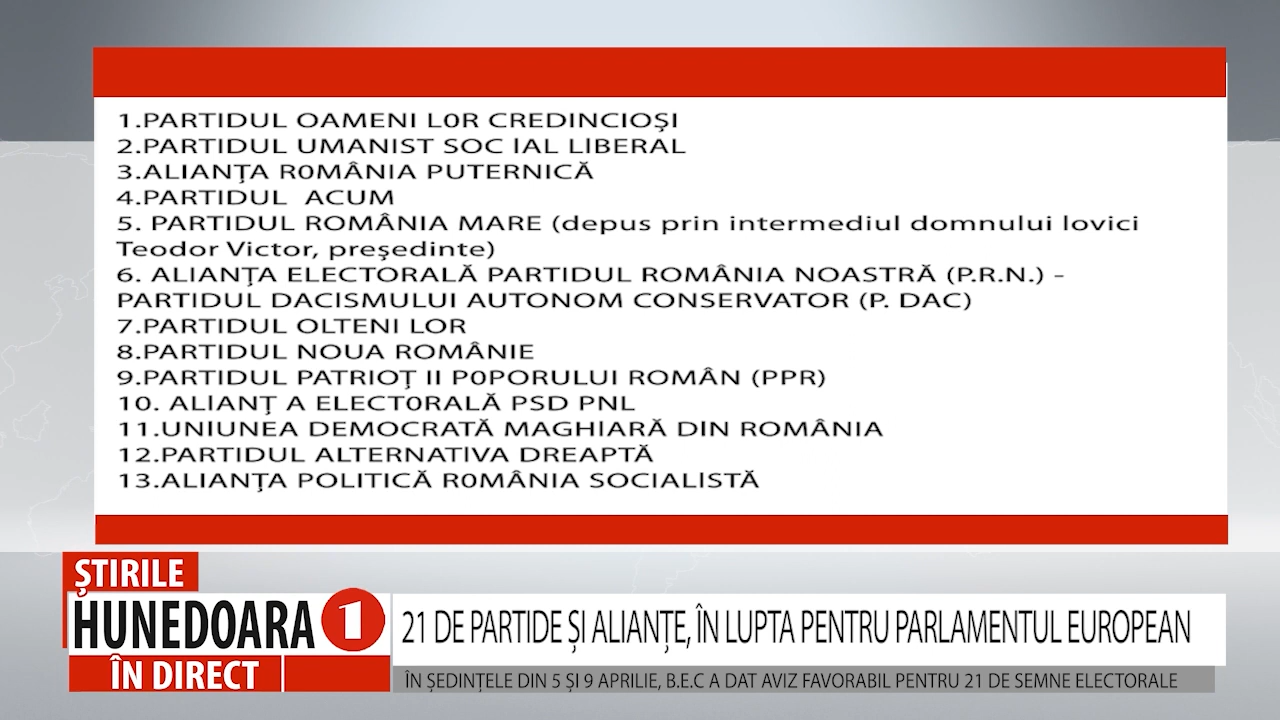 1.PARTIDUL OAMENI L0R CREDINCIOŞI
2.PARTIDUL UMANIST SOC IAL LIBERAL
3.ALIANŢA R0MÂNIA PUTERNICĂ
4.PARTIDUL  ACUM
5. PARTIDUL ROMÂNIA MARE (depus prin intermediul domnului lovici
Teodor Victor, preşedinte)
6. ALIANŢA ELECTORALĂ PARTIDUL ROMÂNIA NOASTRĂ (P.R.N.) –
PARTIDUL DACISMULUI AUTONOM CONSERVATOR (P. DAC)
7.PARTIDUL OLTENI LOR
8.PARTIDUL NOUA ROMÂNIE
9.PARTIDUL PATRIOŢ II P0PORULUI ROMÂN (PPR)
10. ALIANŢ A ELECT0RALĂ PSD PNL
11.UNIUNEA DEMOCRATĂ MAGHIARĂ DIN ROMÂNIA
12.PARTIDUL ALTERNATIVA DREAPTĂ
13.ALIANŢA POLITICĂ R0MÂNIA SOCIALISTĂ
ȘTIRILE
HUNEDOARA 1
ÎN DIRECT
21 DE PARTIDE ȘI ALIANȚE, ÎN LUPTA PENTRU PARLAMENTUL EUROPEAN
ÎN ȘEDINȚELE DIN 5 ȘI 9 APRILIE, B.E.C A DAT AVIZ FAVORABIL PENTRU 21 DE SEMNE ELECTORALE